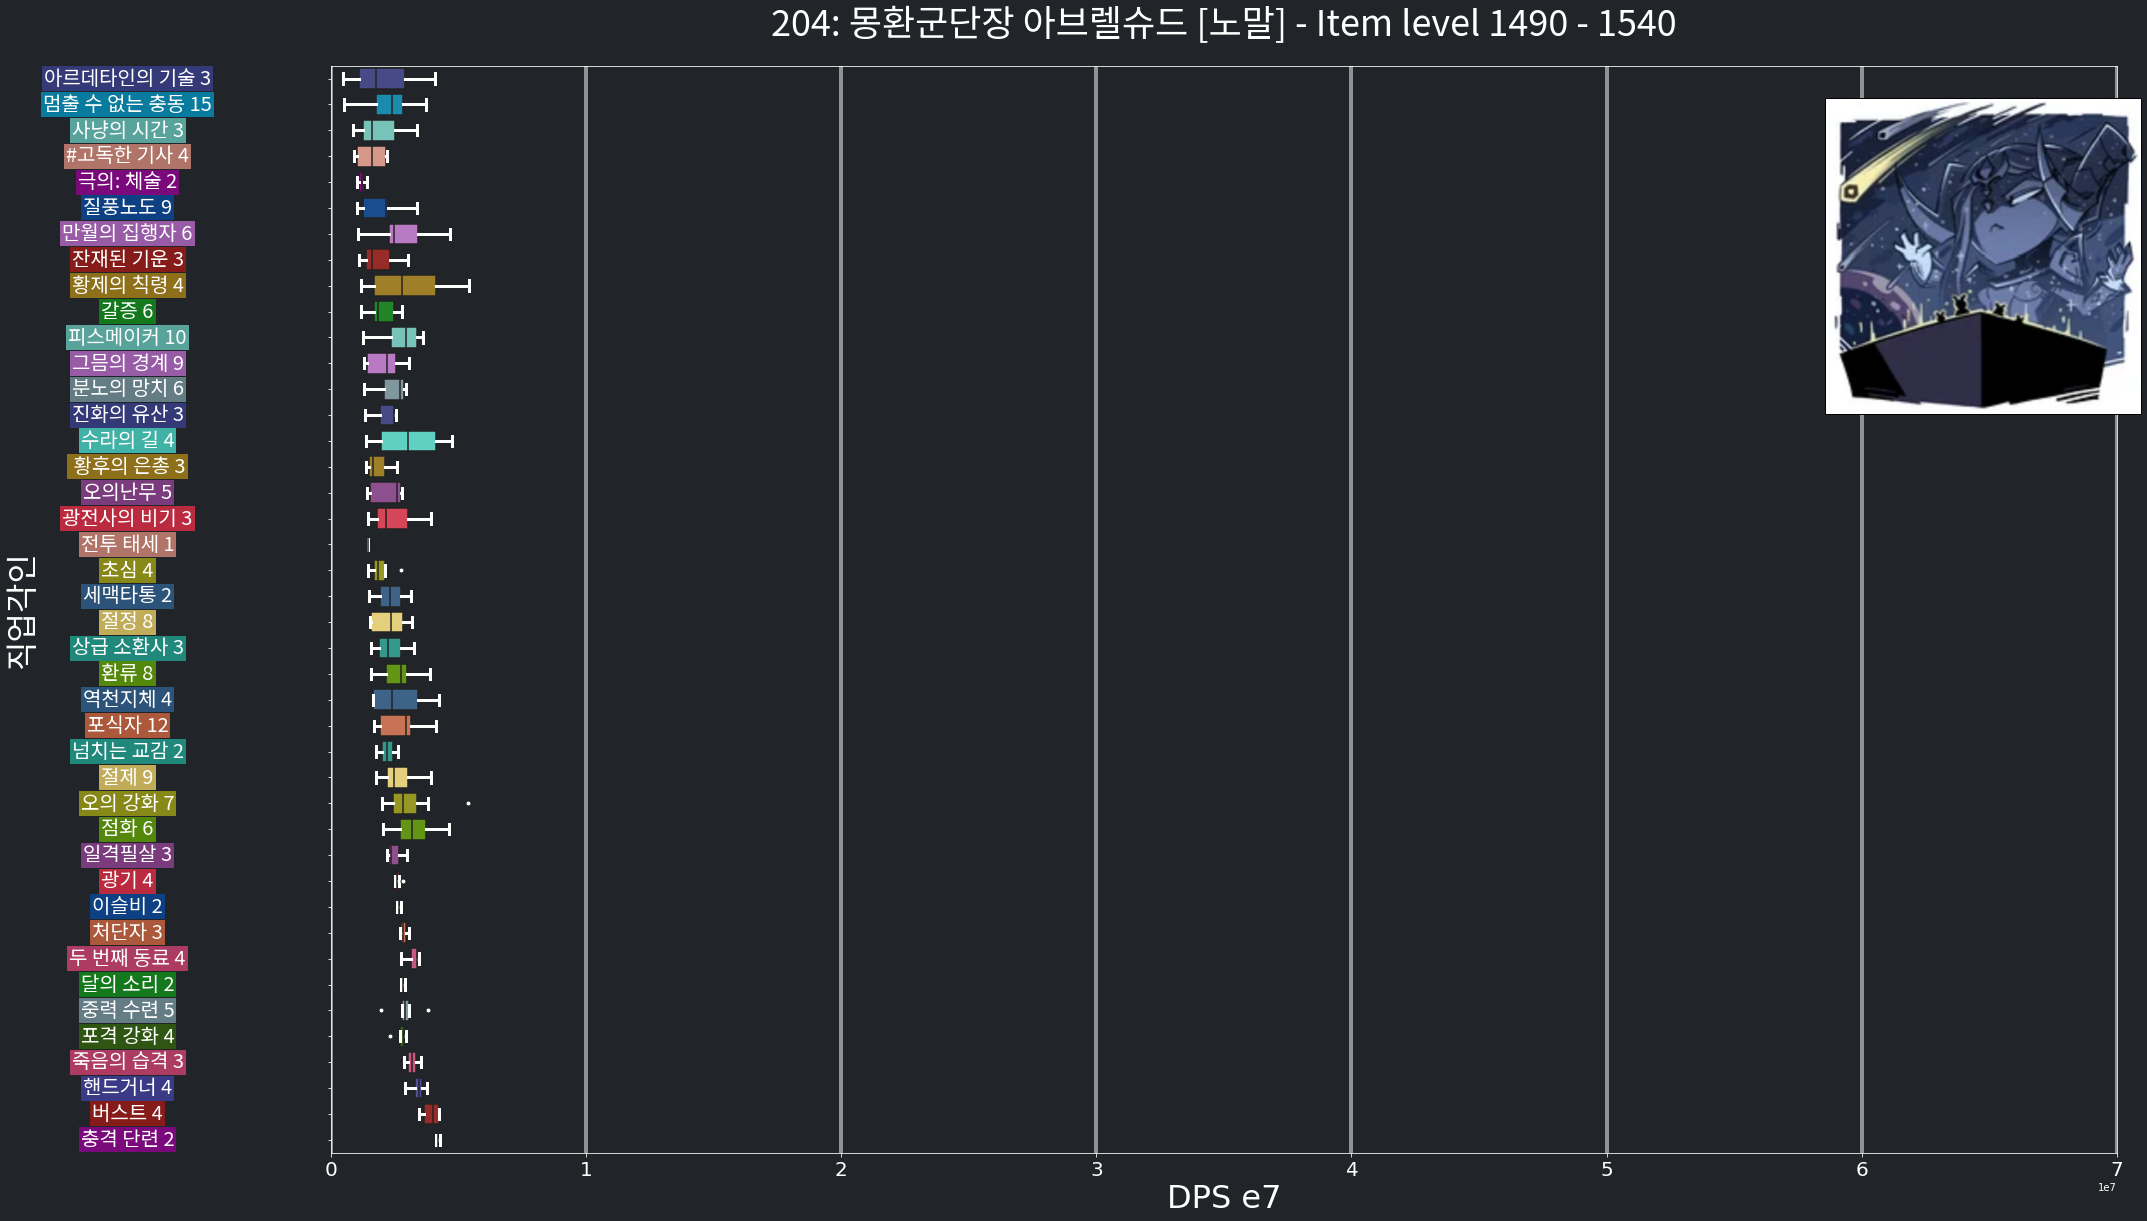 204: 몽환군단장 아브렐슈드 [노말] - Item level 1490 - 1540
아르데타인의 기술 3
멈출 수 없는 충동 15
사냥의 시간 3
#고독한 기사 4
극의: 체술 2
질풍노도 9
만월의 집행자 6
잔재된 기운 3
황제의 칙령 4
갈증 6
피스메이커 10
그믐의 경계 9
분노의 망치 6
진화의 유산 3
수라의 길 4
황후의 은총 3
오의난무 5
광전사의 비기 3
전투 태세 1
초심 4
세맥타통 2
절정 8
상급 소환사 3
환류 8
역천지체 4
포식자 12
넘치는 교감 2
절제 9
오의 강화 7
점화 6
일격필살 3
광기 4
이슬비 2
처단자 3
두 번째 동료 4
달의 소리 2
중력 수련 5
포격 강화 4
죽음의 습격 3
핸드거너 4
버스트 4
충격 단련 2
직업각인
0 1 2 3 4 5 6 7
1e7
DPS e7